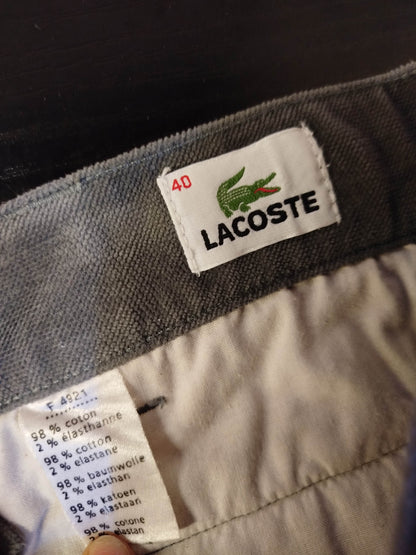 40
LACOSTE
F 4921
98 % coton
2 % élasthanne
98 % cotton
2 % elastane
98 % baumwolle
2 % elasthan
98 % katoen
2 % elastaan
98 % cotone
elastan